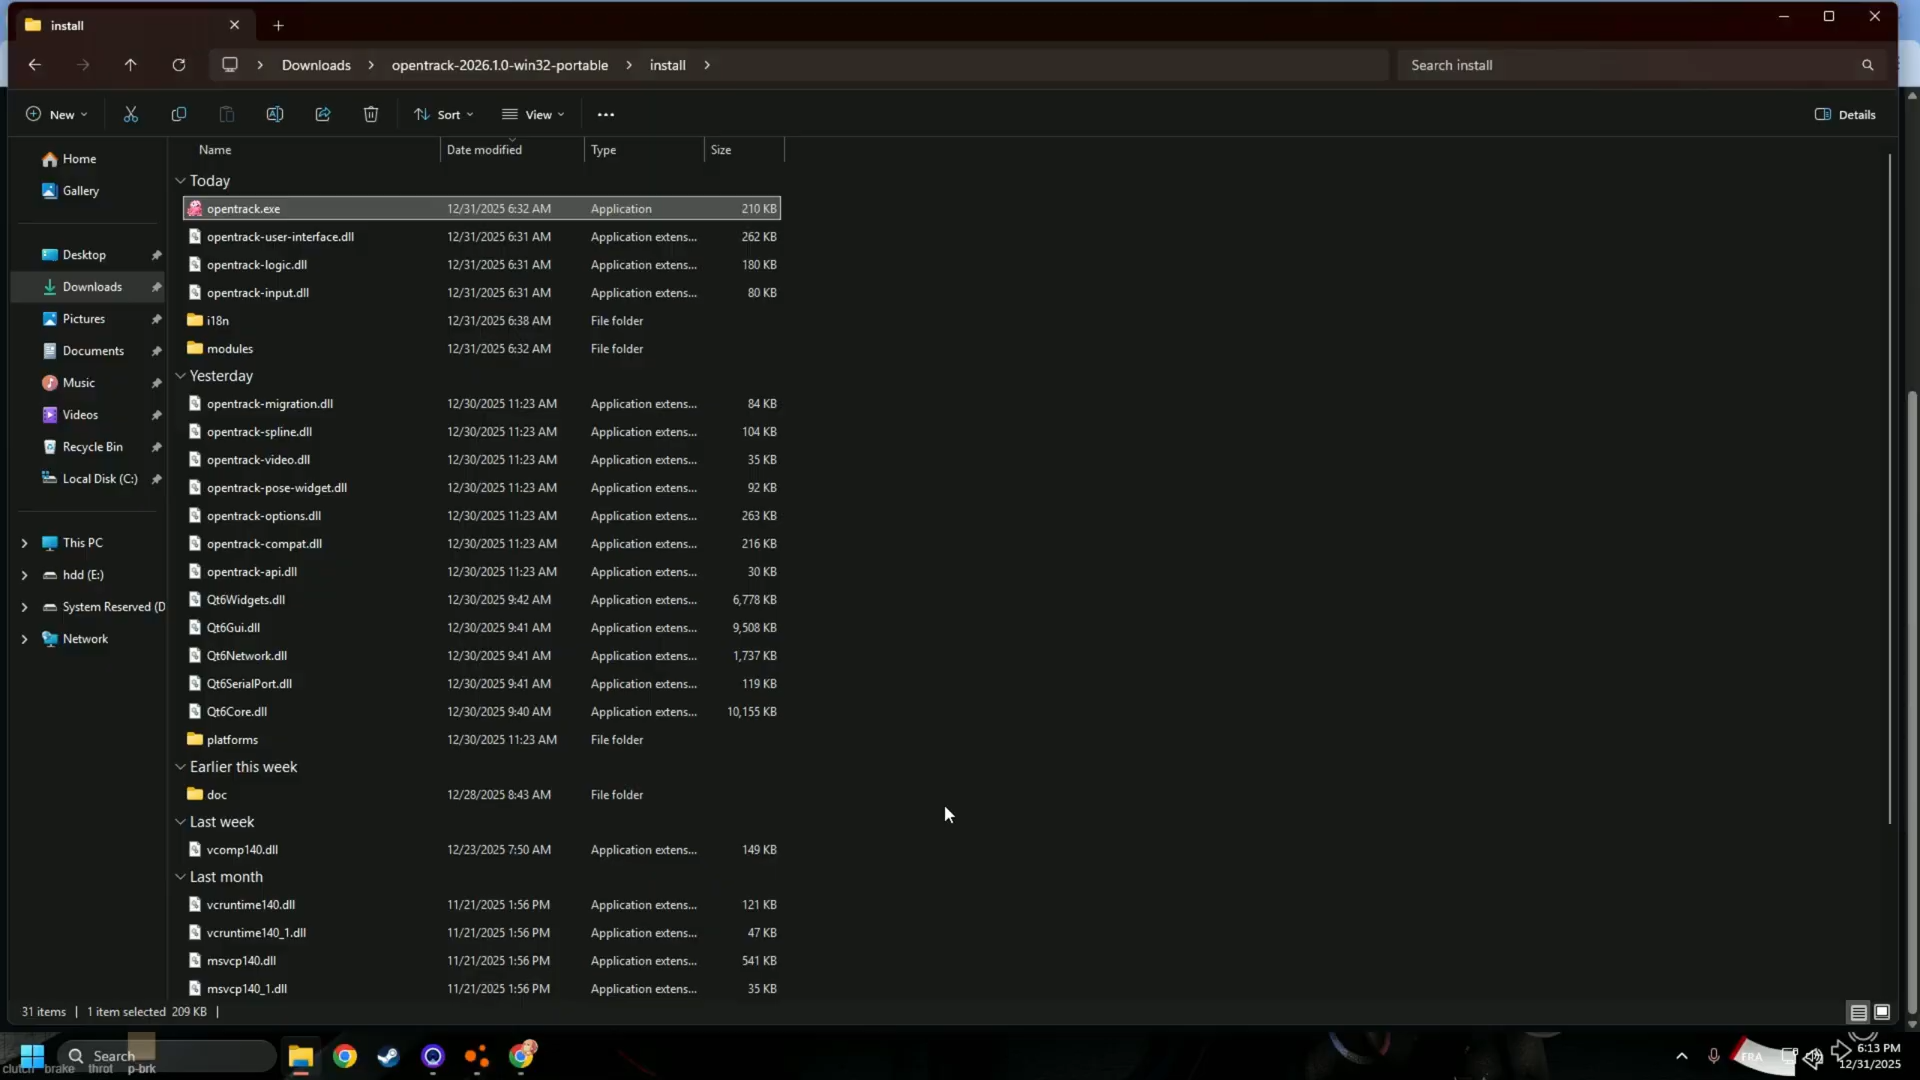 install
Downloads > opentrack-2026.1.0-win32-portable > install >
Search install
New
Sort
View
Details
Name Date modified Type Size
Home
Gallery
Desktop
Downloads
Pictures
Documents
Music
Videos
Recycle Bin
Local Disk (C:)
This PC
hdd (E:)
System Reserved (D
Network
Today
opentrack.exe 12/31/2025 6:32 AM Application 210 KB
opentrack-user-interface.dll 12/31/2025 6:31 AM Application extens... 262 KB
opentrack-logic.dll 12/31/2025 6:31 AM Application extens... 180 KB
opentrack-input.dll 12/31/2025 6:31 AM Application extens... 80 KB
i18n 12/31/2025 6:38 AM File folder
modules 12/31/2025 6:32 AM File folder
Yesterday
opentrack-migration.dll 12/30/2025 11:23 AM Application extens... 84 KB
opentrack-spline.dll 12/30/2025 11:23 AM Application extens... 104 KB
opentrack-video.dll 12/30/2025 11:23 AM Application extens... 35 KB
opentrack-pose-widget.dll 12/30/2025 11:23 AM Application extens... 92 KB
opentrack-options.dll 12/30/2025 11:23 AM Application extens... 263 KB
opentrack-compat.dll 12/30/2025 11:23 AM Application extens... 216 KB
opentrack-api.dll 12/30/2025 11:23 AM Application extens... 30 KB
Qt6Widgets.dll 12/30/2025 9:42 AM Application extens... 6,778 KB
Qt6Gui.dll 12/30/2025 9:41 AM Application extens... 9,508 KB
Qt6Network.dll 12/30/2025 9:41 AM Application extens... 1,737 KB
Qt6SerialPort.dll 12/30/2025 9:41 AM Application extens... 119 KB
Qt6Core.dll 12/30/2025 9:40 AM Application extens... 10,155 KB
platforms 12/30/2025 11:23 AM File folder
Earlier this week
doc 12/28/2025 8:43 AM File folder
Last week
vcomp140.dll 12/23/2025 7:50 AM Application extens... 149 KB
Last month
vcruntime140.dll 11/21/2025 1:56 PM Application extens... 121 KB
vcruntime140_1.dll 11/21/2025 1:56 PM Application extens... 47 KB
msvcp140.dll 11/21/2025 1:56 PM Application extens... 541 KB
msvcp140_1.dll 11/21/2025 1:56 PM Application extens... 35 KB
31 items | 1 item selected 209 KB |
Search
clutch brake throt p-brk
FRA
6:13 PM
12/31/2025